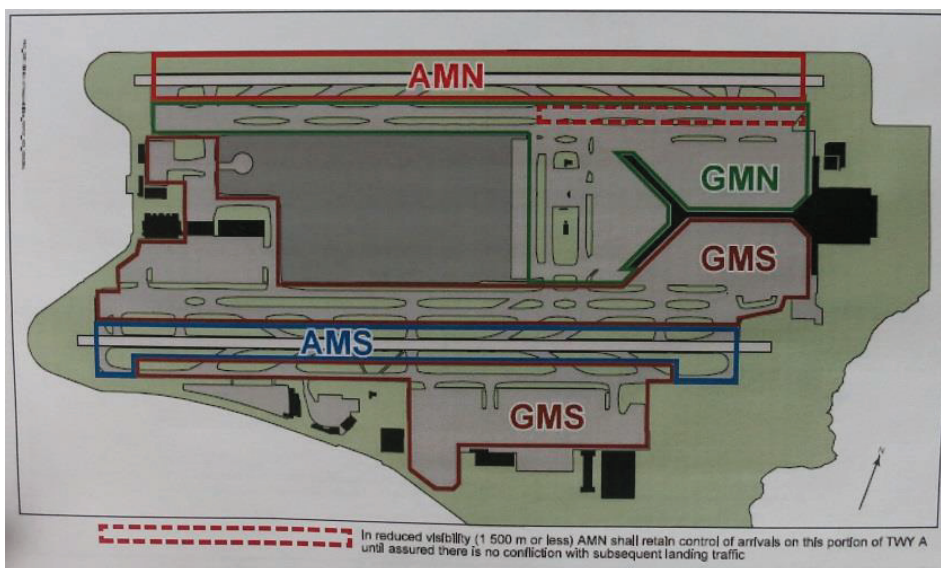 AMN
GMN
GMS
AMS
GMS
N
In reduced visibility (1 500 m or less) AMN shall retain control of arrivals on this portion of TWY A
until assured there is no confliction with subsequent landing traffic